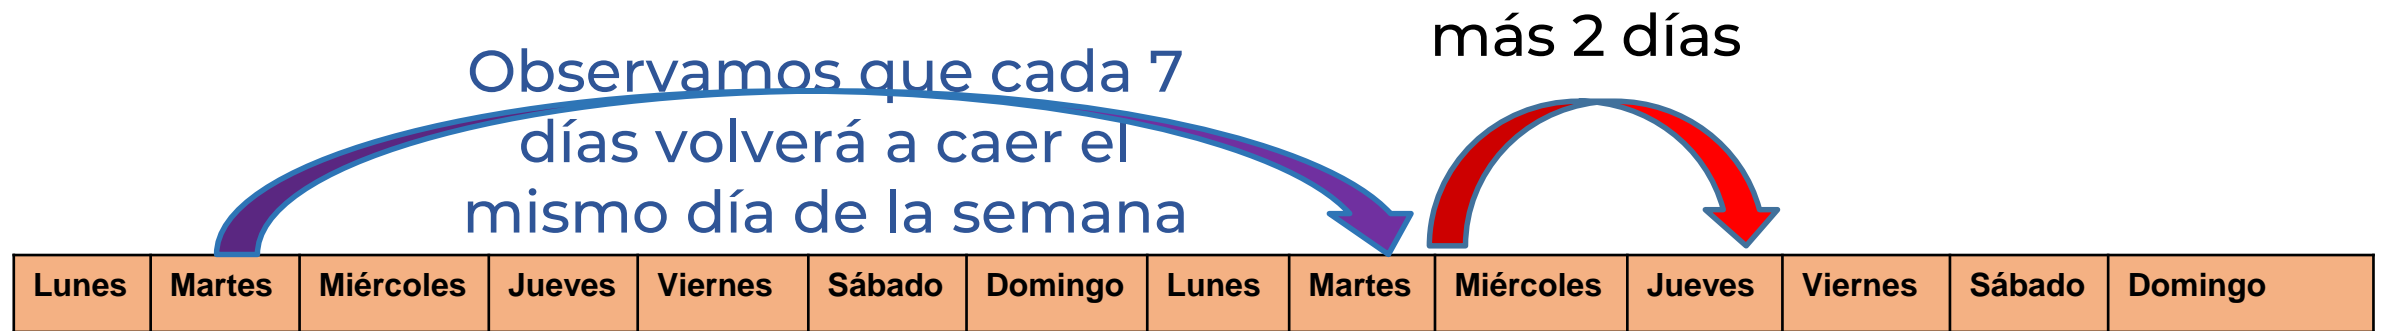 más 2 días
Observamos que cada 7
días volverá a caer el
mismo día de la semana
Lunes Martes Miércoles Jueves Viernes Sábado Domingo Lunes Martes Miércoles Jueves Viernes Sábado Domingo